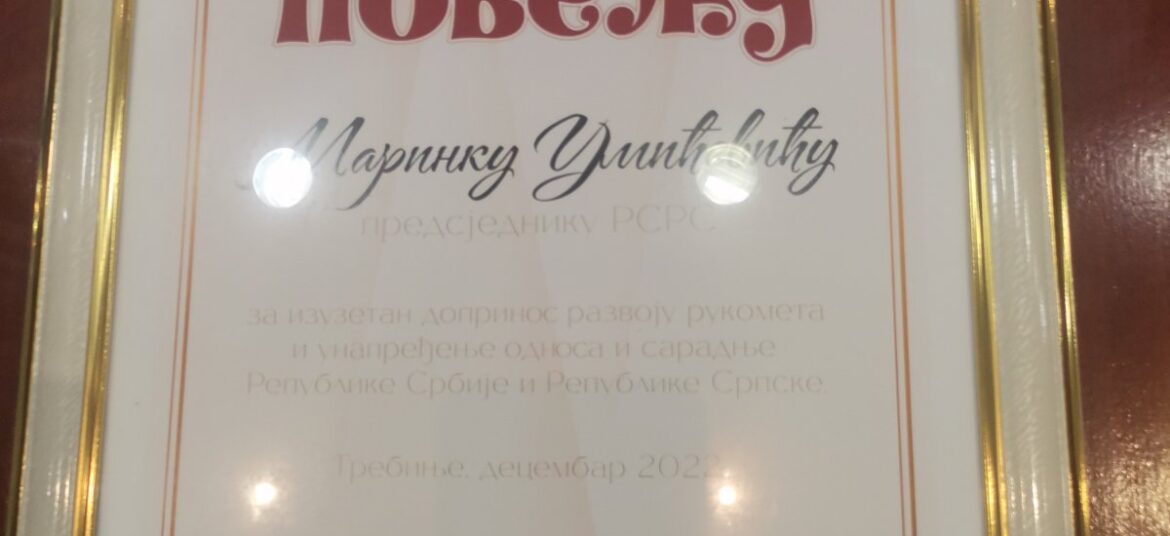 повељу
Маринку Умићевићу
предсједнику РСРС
за изузетан допринос развоју рукомета
и унапређење односа и сарадње
Републике Србије и Републике Српске.
Требиње, децембар 2022